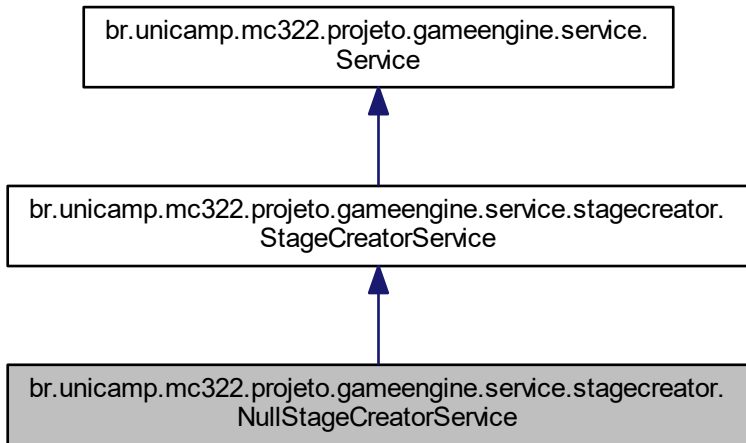 br.unicamp.mc322.projeto.gameengine.service.
Service
br.unicamp.mc322.projeto.gameengine.service.stagecreator.
StageCreatorService
br.unicamp.mc322.projeto.gameengine.service.stagecreator.
NullStageCreatorService